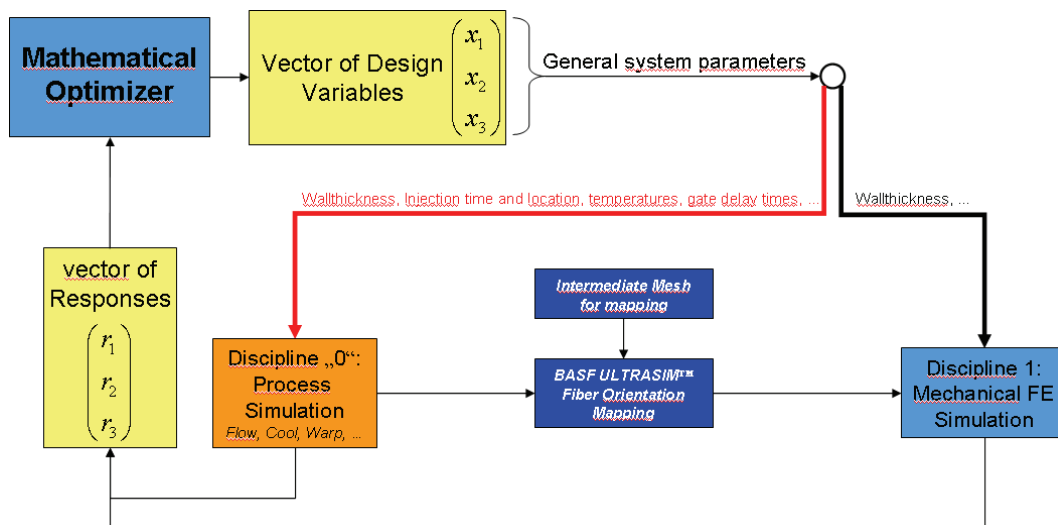 Mathematical
Optimizer
Vector of Design
Variables
x₁
x₂
x₃
General system parameters
Wallthickness, Injection time and location, temperatures, gate delay times, ...
Wallthickness, ...
vector of
Responses
r₁
r₂
r₃
Intermediate Mesh
for mapping
Discipline „0“:
Process
Simulation
Flow, Cool, Warp, ...
BASF ULTRASIM™
Fiber Orientation
Mapping
Discipline 1:
Mechanical FE
Simulation